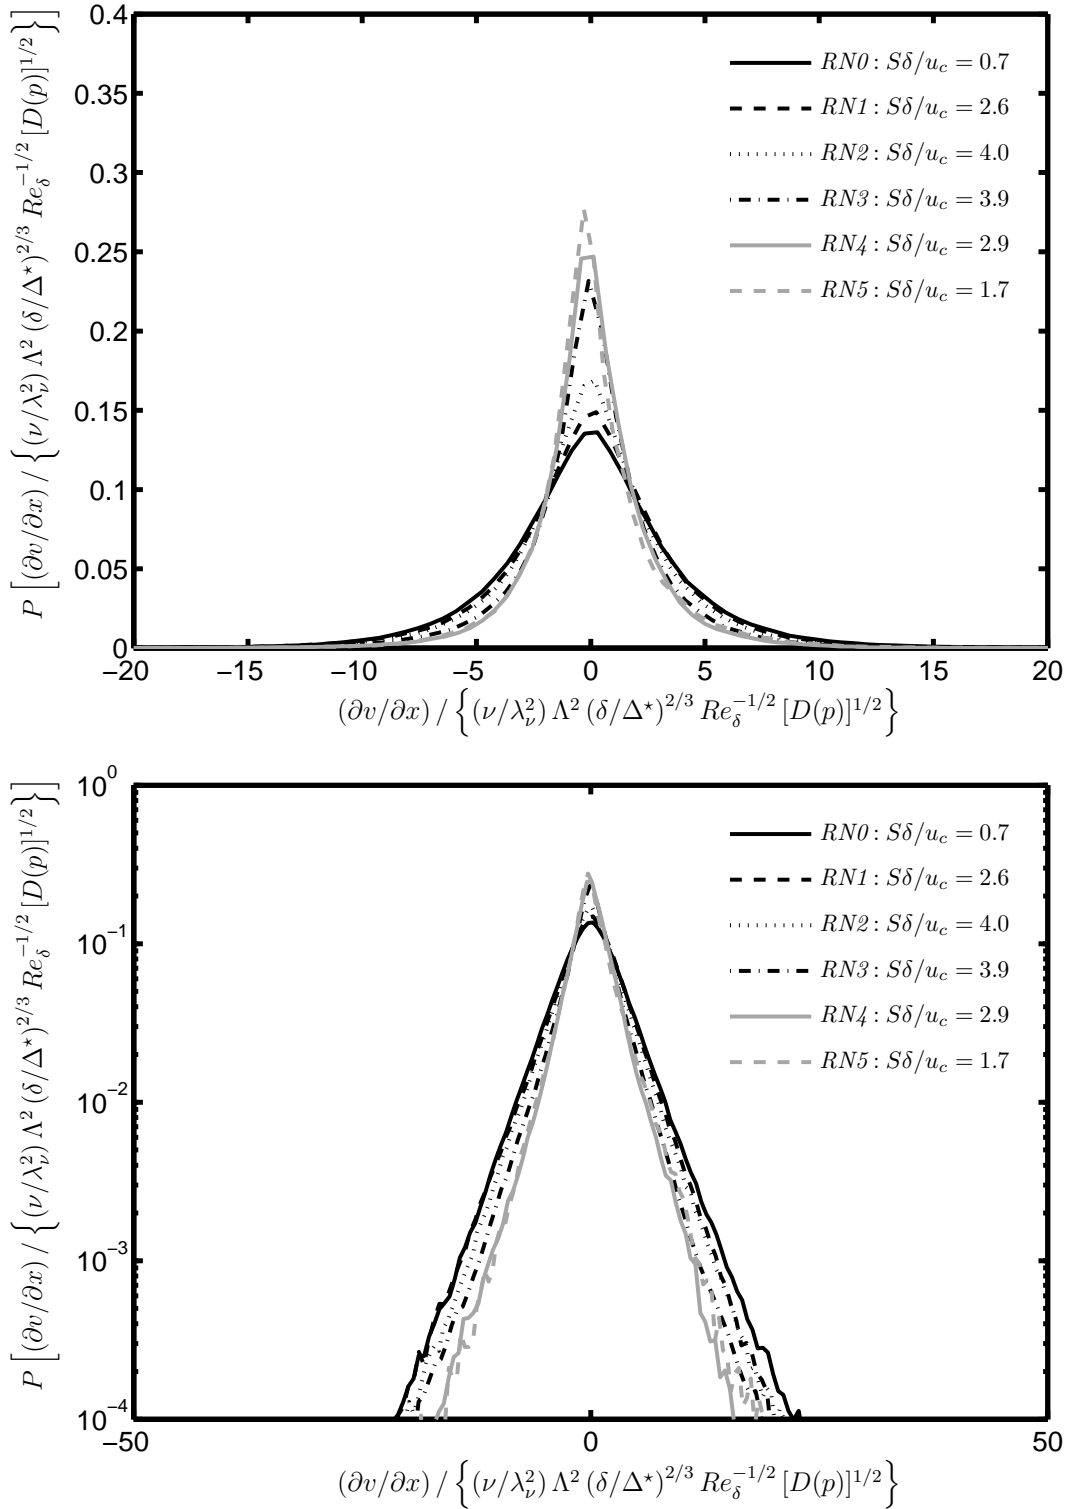 0.4
0.35
0.3
0.25
0.2
0.15
0.1
0.05
0
P [(∂v/∂x) / {(ν/λ_ν^2) Λ^2 (δ/Δ⋆)^{2/3} Re_δ^{−1/2} [D(p)]^{1/2}}]
RN0 : Sδ/u_c = 0.7
RN1 : Sδ/u_c = 2.6
RN2 : Sδ/u_c = 4.0
RN3 : Sδ/u_c = 3.9
RN4 : Sδ/u_c = 2.9
RN5 : Sδ/u_c = 1.7
−20 −15 −10 −5 0 5 10 15 20
(∂v/∂x) / {(ν/λ_ν^2) Λ^2 (δ/Δ⋆)^{2/3} Re_δ^{−1/2} [D(p)]^{1/2}}
10^0
10^{−1}
10^{−2}
10^{−3}
10^{−4}
P [(∂v/∂x) / {(ν/λ_ν^2) Λ^2 (δ/Δ⋆)^{2/3} Re_δ^{−1/2} [D(p)]^{1/2}}]
RN0 : Sδ/u_c = 0.7
RN1 : Sδ/u_c = 2.6
RN2 : Sδ/u_c = 4.0
RN3 : Sδ/u_c = 3.9
RN4 : Sδ/u_c = 2.9
RN5 : Sδ/u_c = 1.7
−50 0 50
(∂v/∂x) / {(ν/λ_ν^2) Λ^2 (δ/Δ⋆)^{2/3} Re_δ^{−1/2} [D(p)]^{1/2}}